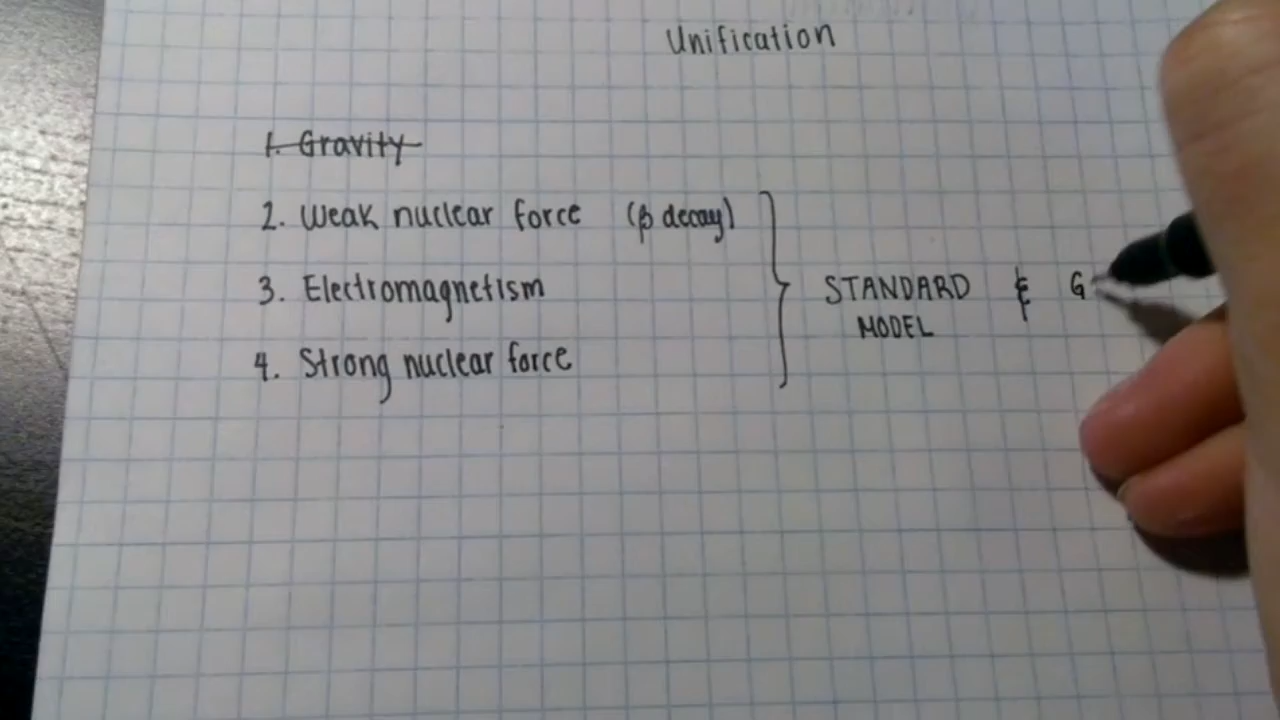 Unification
1. Gravity
2. Weak nuclear force (β decay)
3. Electromagnetism
4. Strong nuclear force
STANDARD & G
MODEL